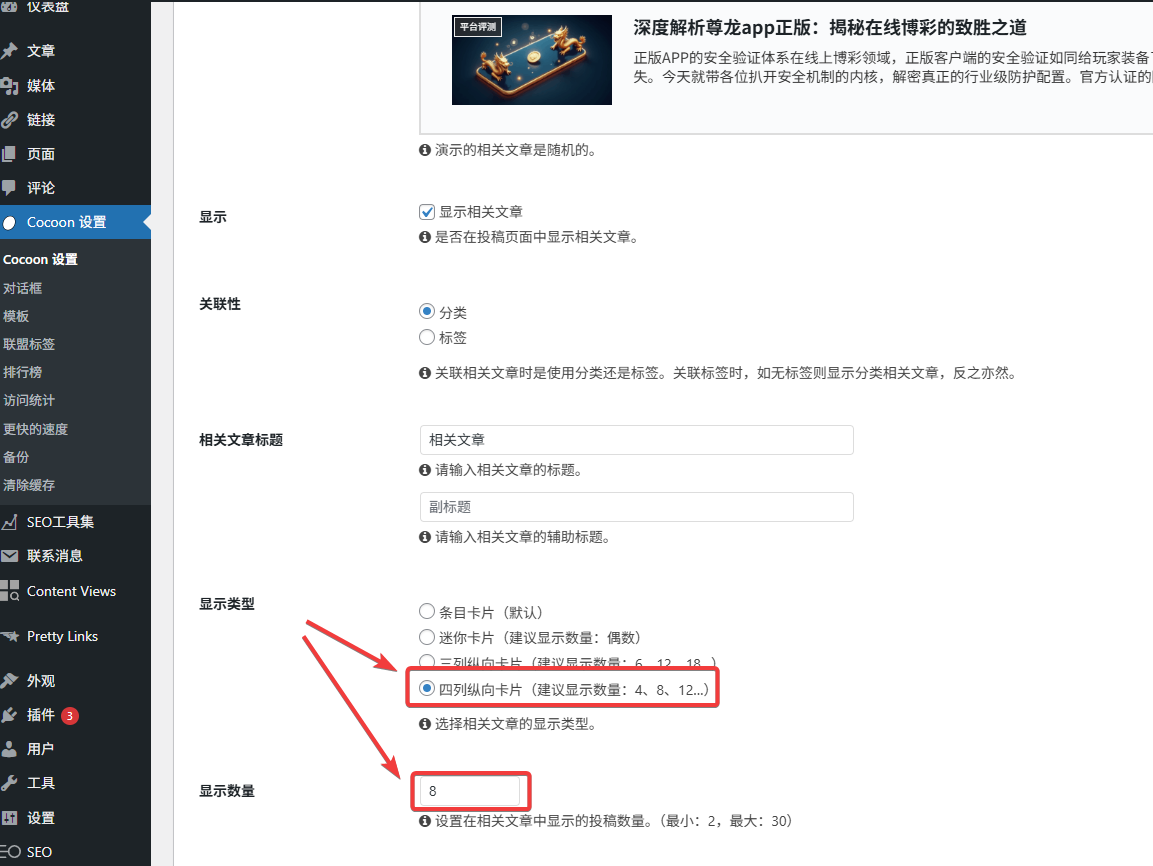 仪表盘
文章
媒体
链接
页面
评论
Cocoon 设置
Cocoon 设置
对话框
模板
联盟标签
排行榜
访问统计
更快的速度
备份
清除缓存
SEO工具集
联系消息
Content Views
Pretty Links
外观
插件 3
用户
工具
设置
SEO
平台评测
深度解析尊龙app正版：揭秘在线博彩的致胜之道
正版APP的安全验证体系在线上博彩领域，正版客户端的安全验证如同给玩家装备了
失。今天就带各位扒开安全机制的内核，解密真正的行业级防护配置。官方认证的
演示的相关文章是随机的。
显示
显示相关文章
是否在投稿页面中显示相关文章。
关联性
分类
标签
关联相关文章时是使用分类还是标签。关联标签时，如无标签则显示分类相关文章，反之亦然。
相关文章标题
相关文章
请输入相关文章的标题。
副标题
请输入相关文章的辅助标题。
显示类型
条目卡片（默认）
迷你卡片（建议显示数量：偶数）
三列纵向卡片（建议显示数量：6、12、18...）
四列纵向卡片（建议显示数量：4、8、12...）
选择相关文章的显示类型。
显示数量
8
设置在相关文章中显示的投稿数量。（最小：2，最大：30）